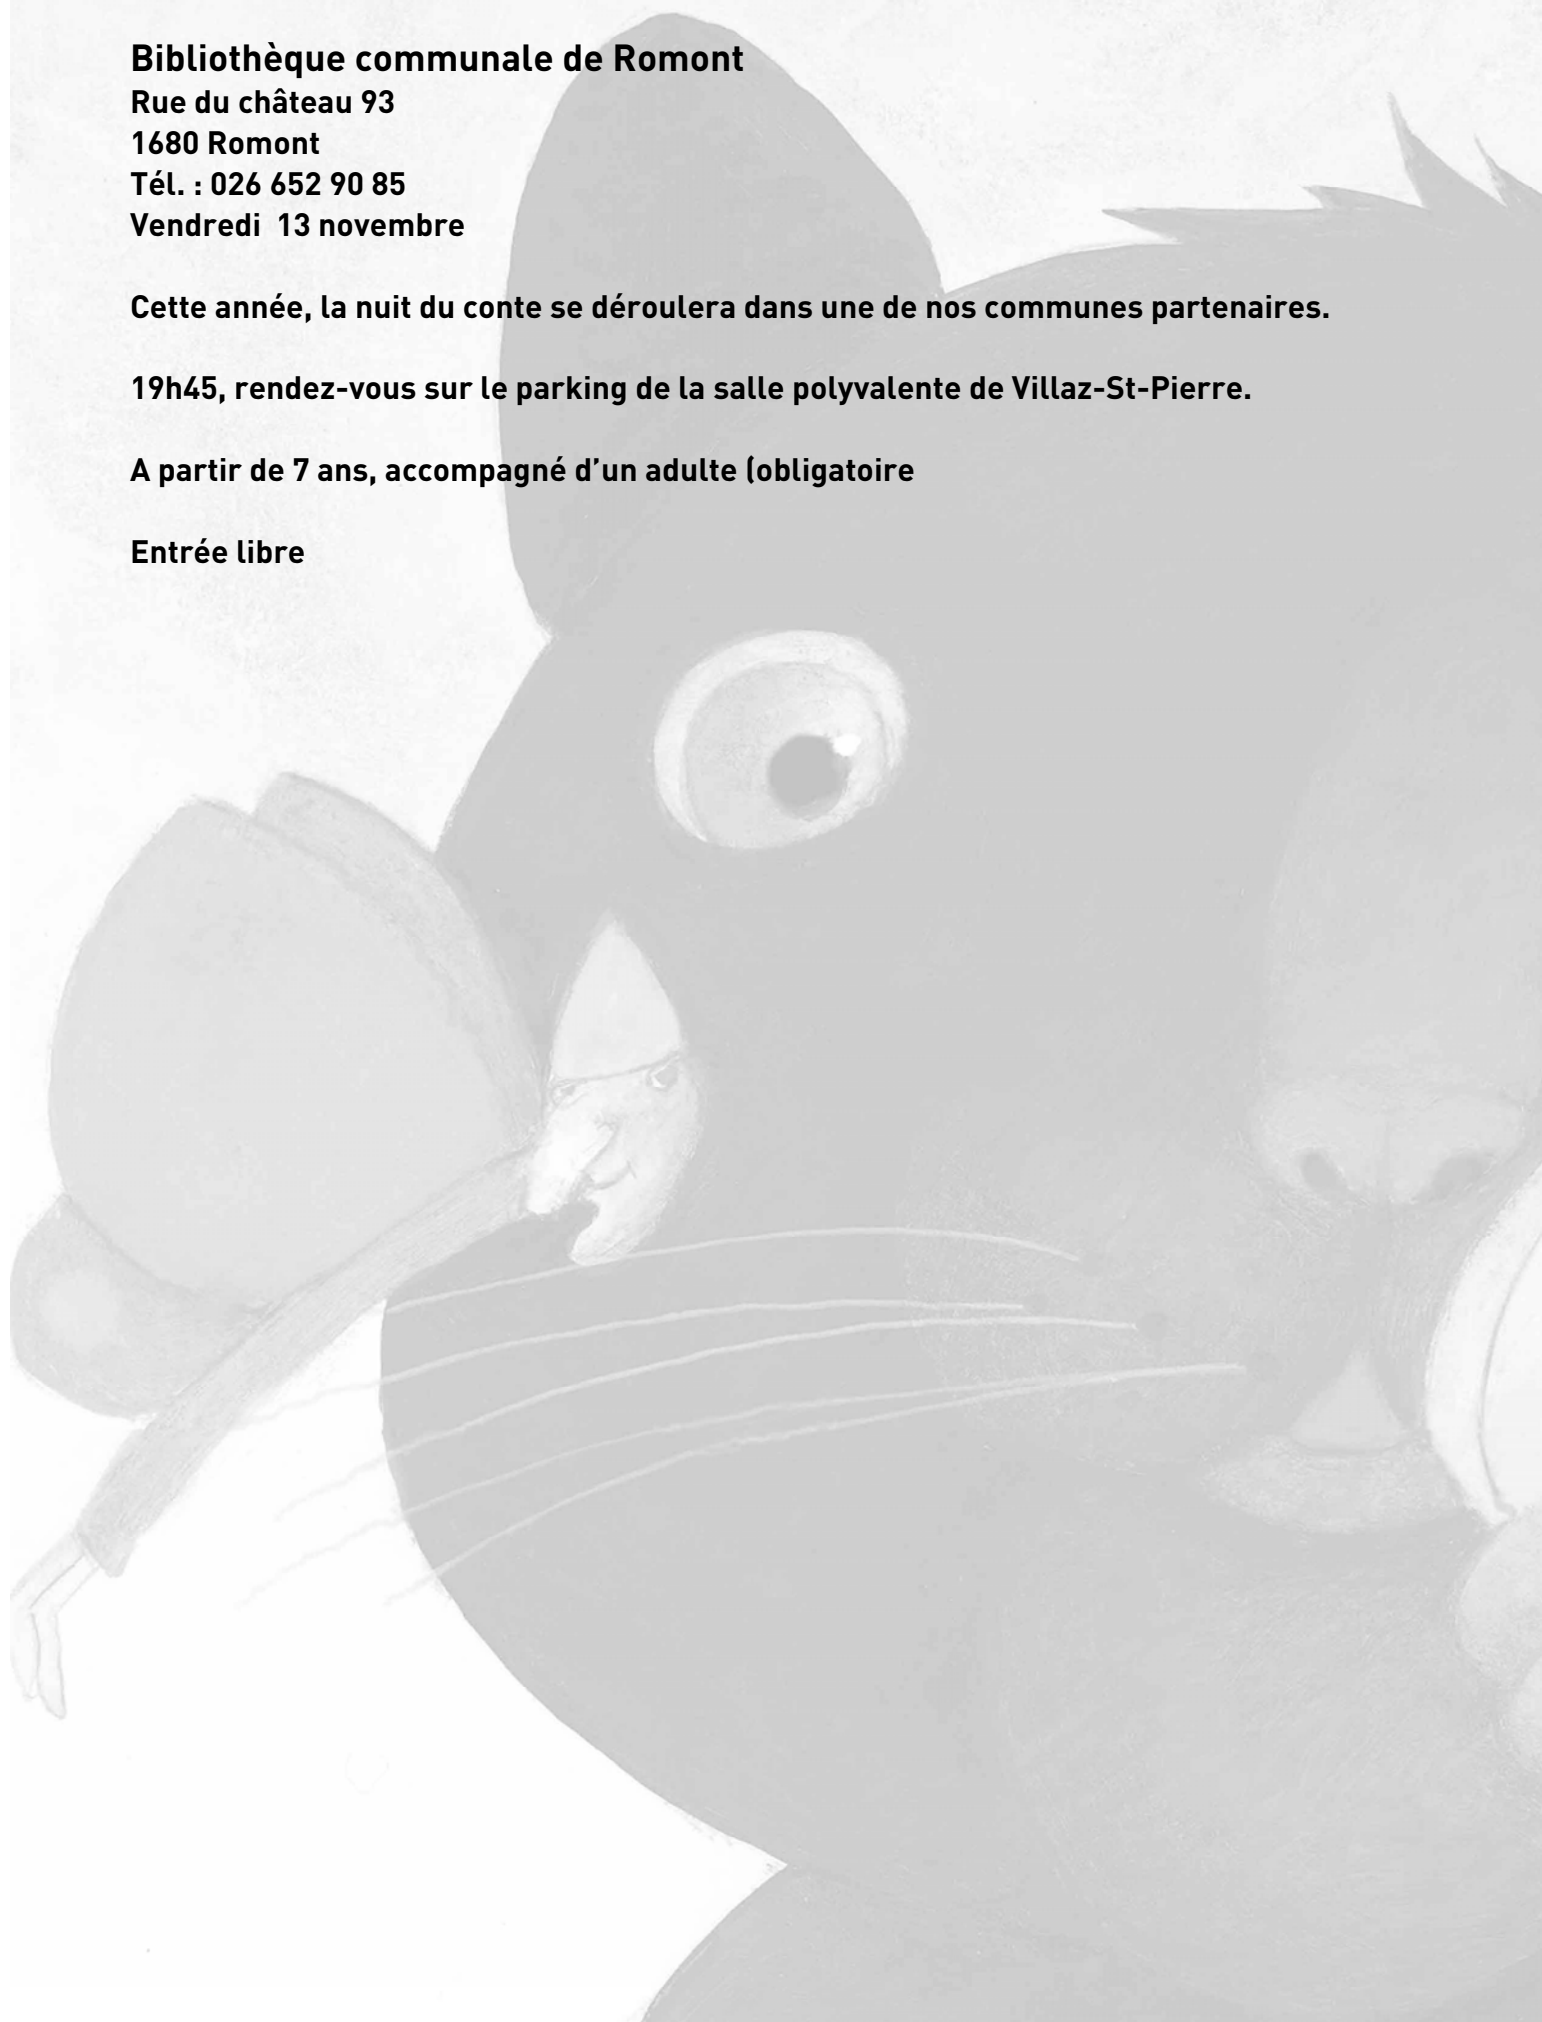 Bibliothèque communale de Romont
Rue du château 93
1680 Romont
Tél. : 026 652 90 85
Vendredi  13 novembre
Cette année, la nuit du conte se déroulera dans une de nos communes partenaires.
19h45, rendez-vous sur le parking de la salle polyvalente de Villaz-St-Pierre.
A partir de 7 ans, accompagné d’un adulte (obligatoire
Entrée libre